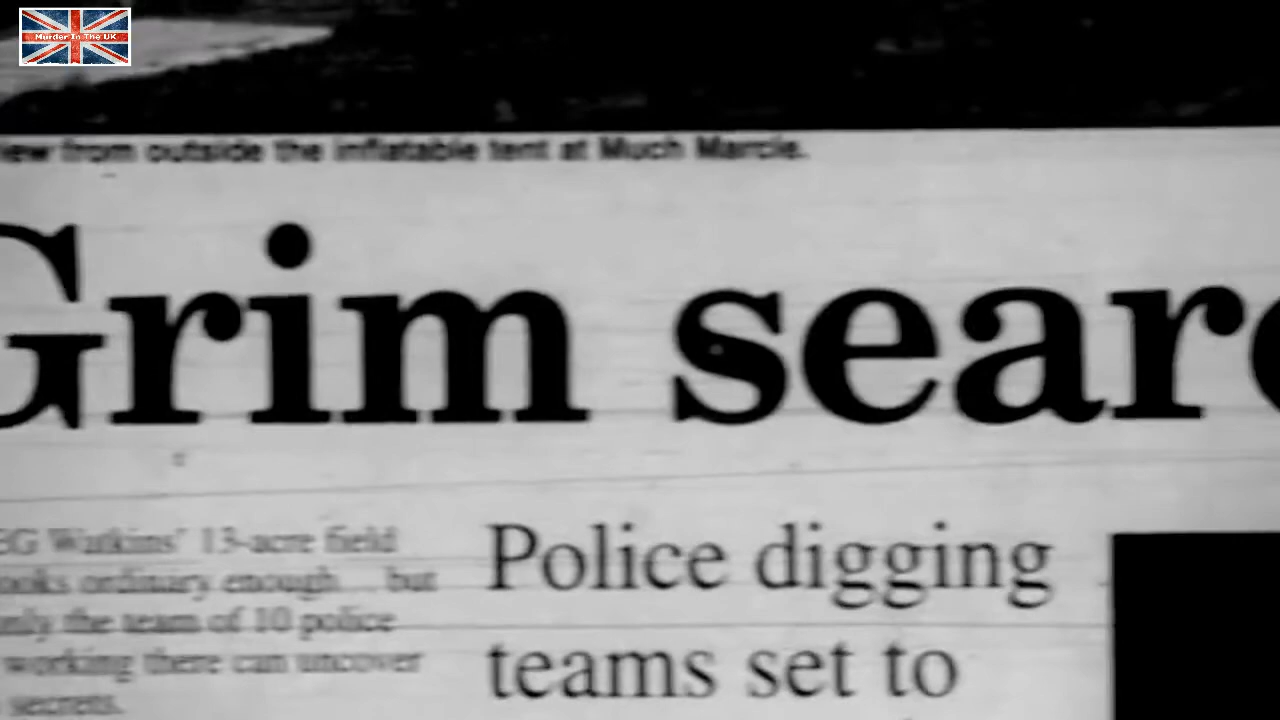 Murder In The UK
iew from outside the inflatable tent at Much Marcle.
Grim searc
BG Watkins' 13-acre field
ooks ordinary enough... but
only the team of 10 police
working there can uncover
secrets.
Police digging
teams set to